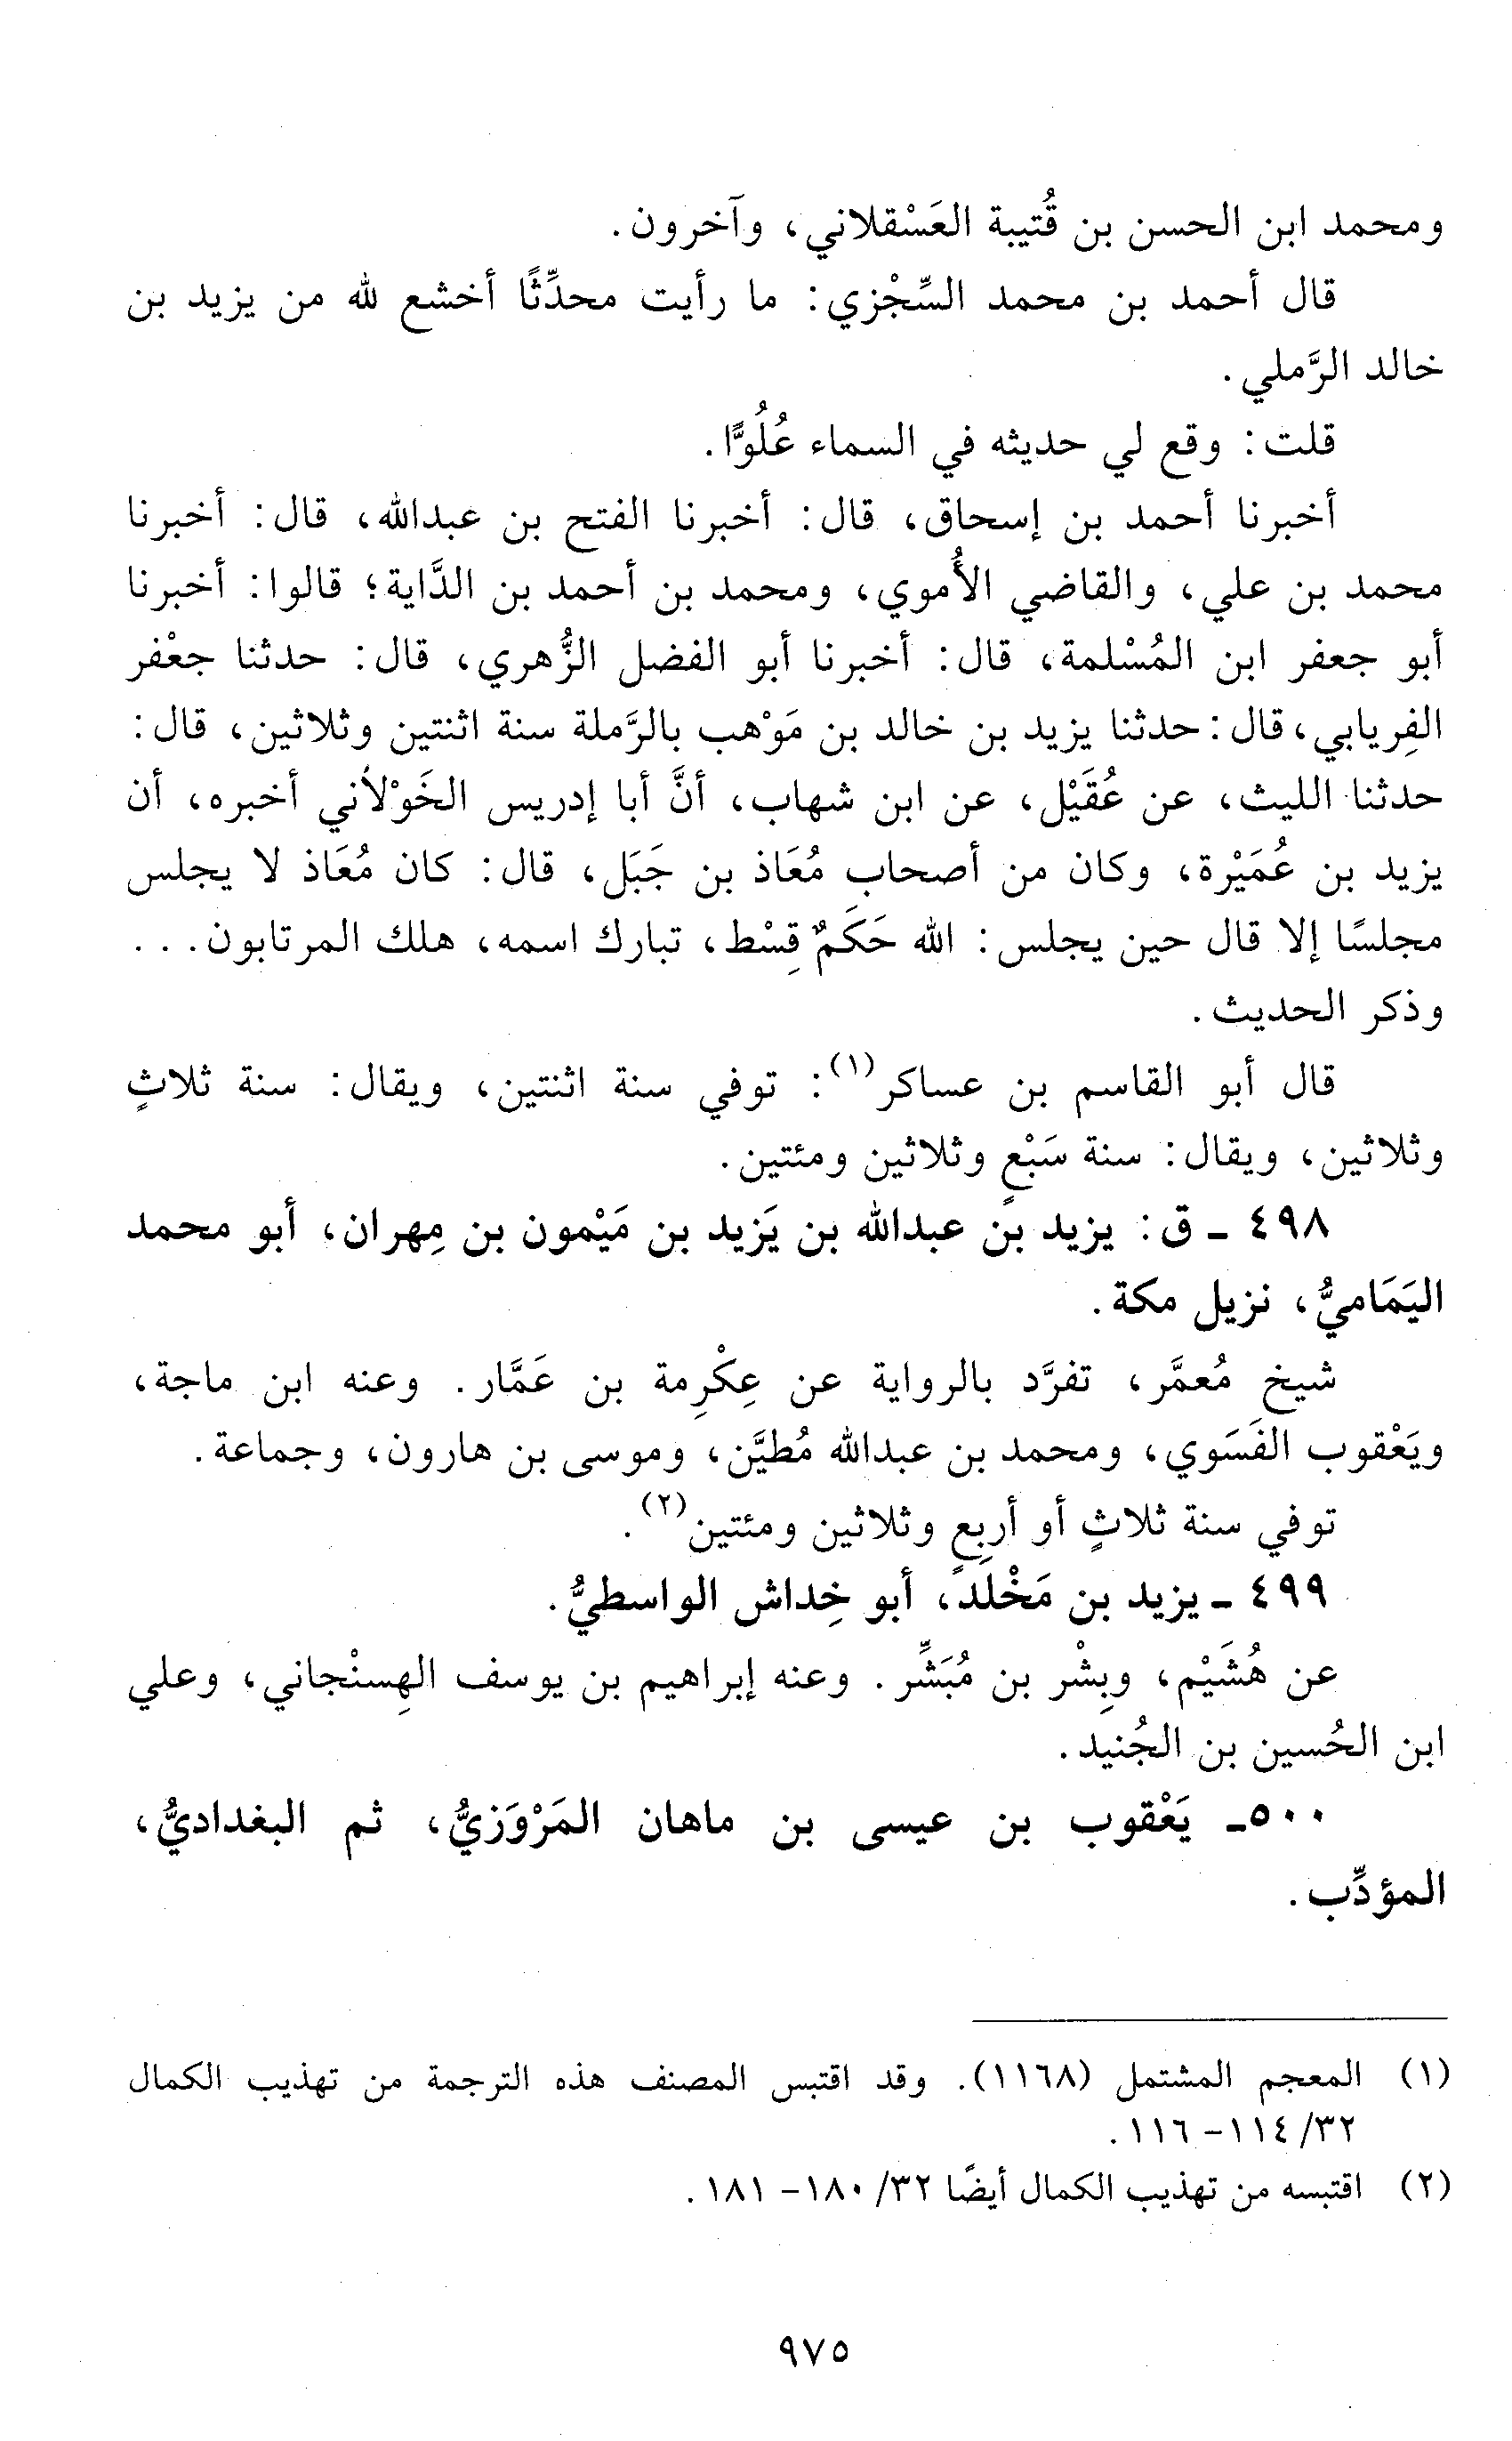 ومحمد ابن الحسن بن قُتيبة العَسْقلاني، وآخرون.
قال أحمد بن محمد السِّجْزي: ما رأيت محدِّثًا أخشع لله من يزيد بن
خالد الرَّملي.
قلت: وقع لي حديثه في السماء عُلُوًّا.
أخبرنا أحمد بن إسحاق، قال: أخبرنا الفتح بن عبدالله، قال: أخبرنا
محمد بن علي، والقاضي الأُموي، ومحمد بن أحمد بن الدَّاية؛ قالوا: أخبرنا
أبو جعفر ابن المُسْلمة، قال: أخبرنا أبو الفضل الزُّهري، قال: حدثنا جعْفر
الفِريابي، قال: حدثنا يزيد بن خالد بن مَوْهب بالرَّملة سنة اثنتين وثلاثين، قال:
حدثنا الليث، عن عُقَيْل، عن ابن شهاب، أنَّ أبا إدريس الخَوْلاني أخبره، أن
يزيد بن عُمَيْرة، وكان من أصحاب مُعَاذ بن جَبَل، قال: كان مُعَاذ لا يجلس
مجلسًا إلا قال حين يجلس: الله حَكَمٌ قِسْط، تبارك اسمه، هلك المرتابون...
وذكر الحديث.
قال أبو القاسم بن عساكر(١): توفي سنة اثنتين، ويقال: سنة ثلاثٍ
وثلاثين، ويقال: سنة سَبْعٍ وثلاثين ومئتين.
٤٩٨ - ق: يزيد بن عبدالله بن يَزيد بن مَيْمون بن مِهران، أبو محمد
اليَمَاميُّ، نزيل مكة.
شيخ مُعمَّر، تفرَّد بالرواية عن عِكْرِمة بن عَمَّار. وعنه ابن ماجة،
ويَعْقوب الفَسَوي، ومحمد بن عبدالله مُطيَّن، وموسى بن هارون، وجماعة.
توفي سنة ثلاثٍ أو أربعٍ وثلاثين ومئتين(٢).
٤٩٩ - يزيد بن مَخْلَد، أبو خِداش الواسطيُّ.
عن هُشَيْم، وبِشْر بن مُبَشِّر. وعنه إبراهيم بن يوسف الهِسنْجاني، وعلي
ابن الحُسين بن الجُنيد.
٥٠٠- يَعْقوب بن عيسى بن ماهان المَرْوَزيُّ، ثم البغداديُّ،
المؤدِّب.
(١) المعجم المشتمل (١١٦٨). وقد اقتبس المصنف هذه الترجمة من تهذيب الكمال
٣٢/ ١١٤- ١١٦.
(٢) اقتبسه من تهذيب الكمال أيضًا ٣٢/ ١٨٠- ١٨١.
٩٧٥